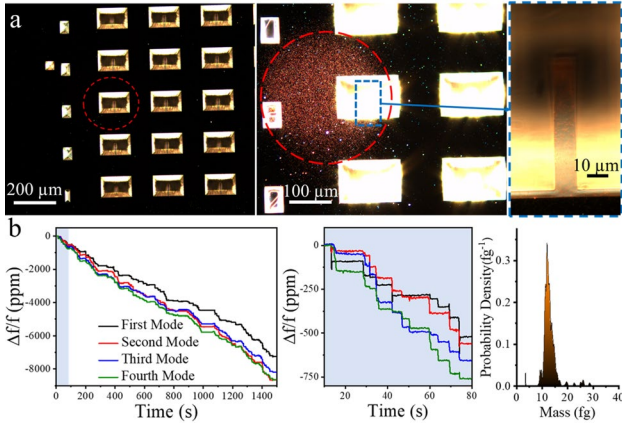 a
200 µm
100 µm
10 µm
b
Δf/f (ppm)
0
-2000
-4000
-6000
-8000
First Mode
Second Mode
Third Mode
Fourth Mode
0 200 400 600 800 1000 1200 1400
Time (s)
Δf/f (ppm)
0
-250
-500
-750
20 40 60 80
Time (s)
Probability Density(fg⁻¹)
0.3
0.2
0.1
0.0
0 10 20 30 40
Mass (fg)